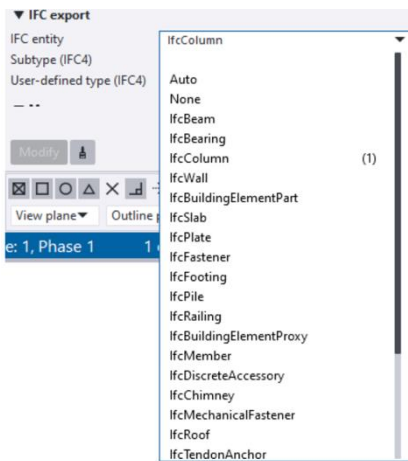 ▼ IFC export
IFC entity
IfcColumn
Subtype (IFC4)
User-defined type (IFC4)
Auto
None
IfcBeam
IfcBearing
IfcColumn (1)
IfcWall
IfcBuildingElementPart
IfcSlab
IfcPlate
IfcFastener
IfcFooting
IfcPile
IfcRailing
IfcBuildingElementProxy
IfcMember
IfcDiscreteAccessory
IfcChimney
IfcMechanicalFastener
IfcRoof
IfcTendonAnchor
Modify
View plane▼ Outline
e: 1, Phase 1 1